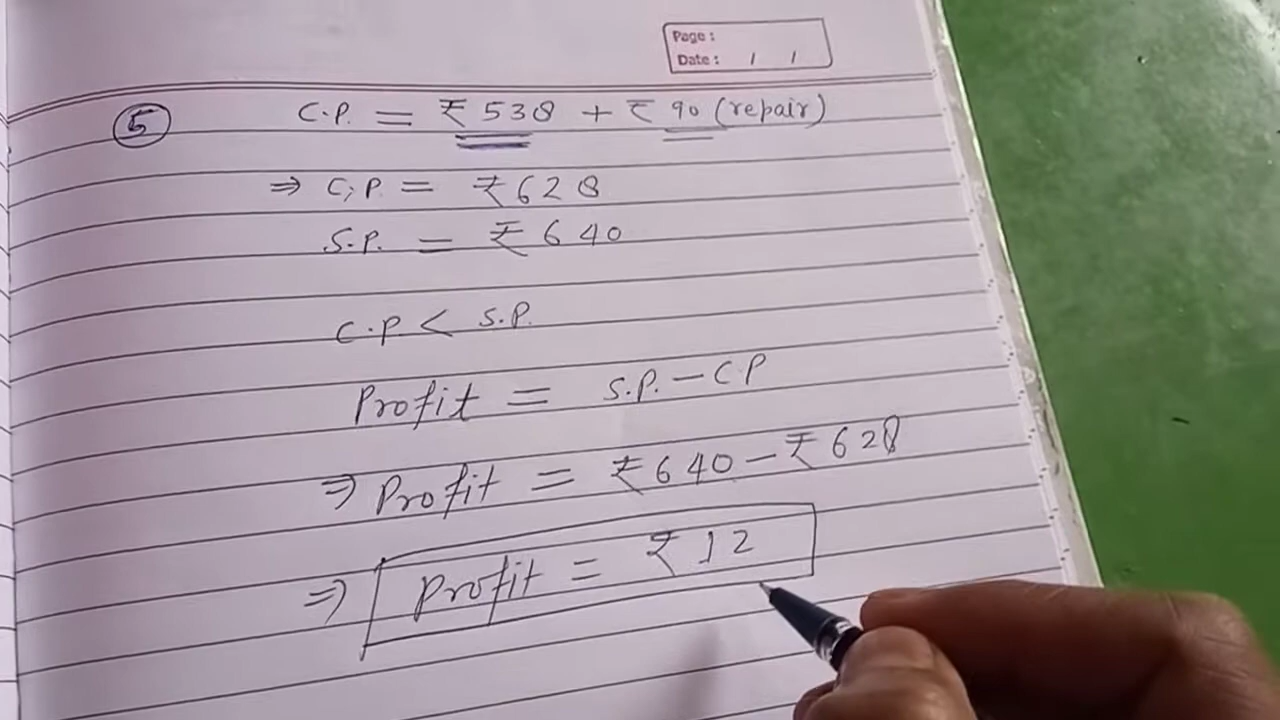 Page :
Date : / /
5 C.P. = ₹ 538 + ₹ 90 (repair)
⇒ C.P. = ₹ 628
S.P. = ₹ 640
C.P < S.P.
Profit = S.P. – C P
⇒ Profit = ₹ 640 – ₹ 628
⇒ Profit = ₹ 12